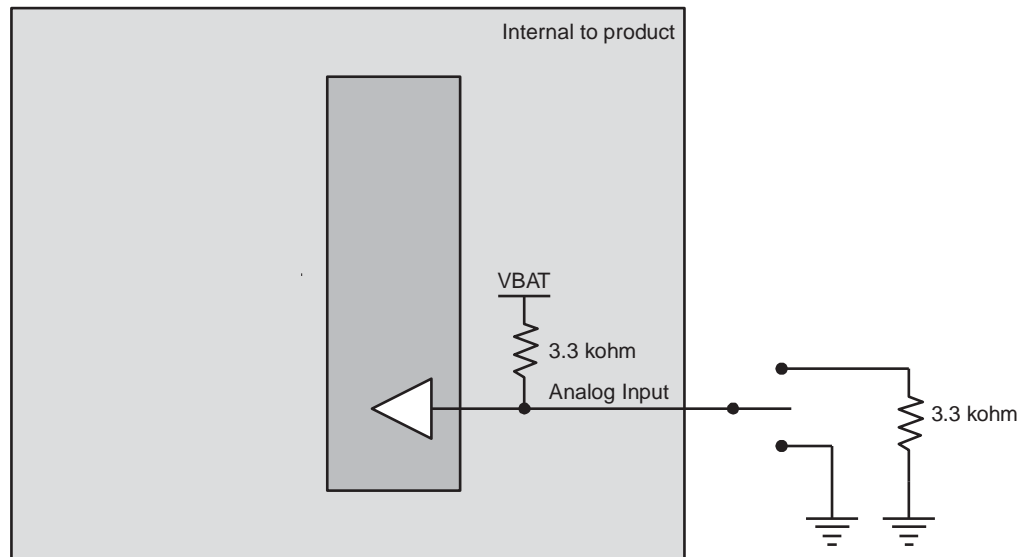 Internal to product
VBAT
3.3 kohm
Analog Input
3.3 kohm